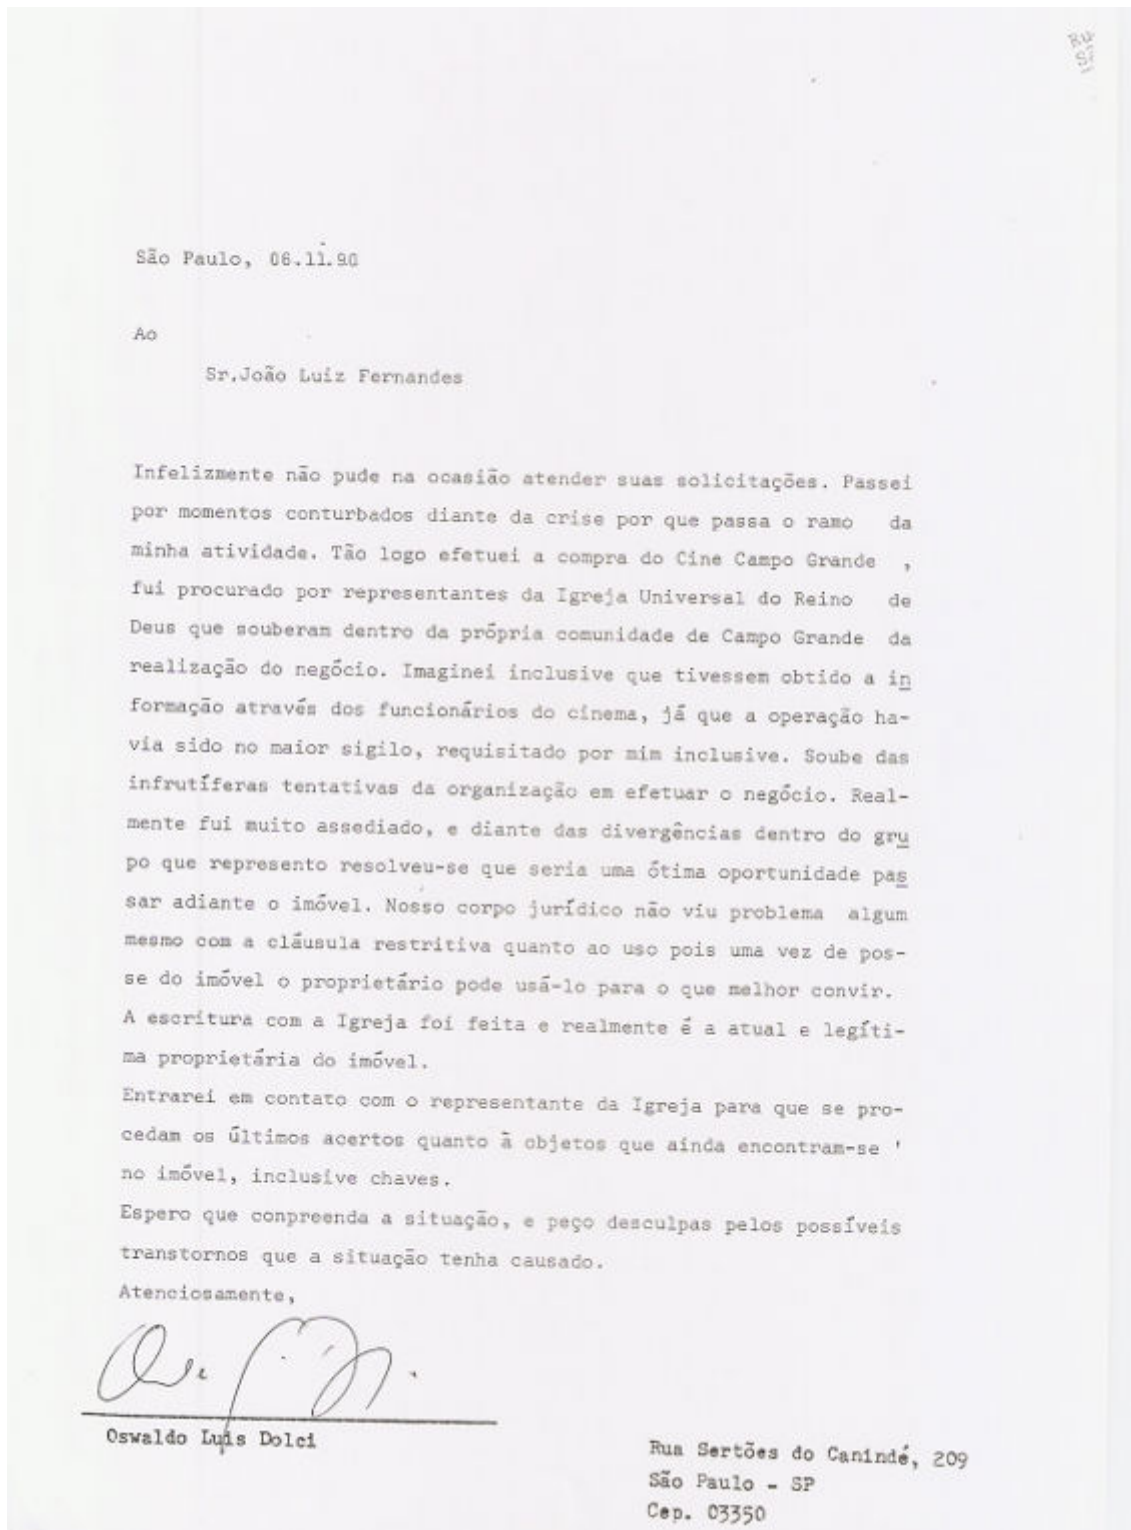 São Paulo, 06.11.90
Ao
Sr.João Luiz Fernandes
Infelizmente não pude na ocasião atender suas solicitações. Passei
por momentos conturbados diante da crise por que passa o ramo da
minha atividade. Tão logo efetuei a compra do Cine Campo Grande ,
fui procurado por representantes da Igreja Universal do Reino de
Deus que souberam dentro da própria comunidade de Campo Grande da
realização do negócio. Imaginei inclusive que tivessem obtido a in
formação através dos funcionários do cinema, já que a operação ha-
via sido no maior sigilo, requisitado por mim inclusive. Soube das
infrutíferas tentativas da organização em efetuar o negócio. Real-
mente fui muito assediado, e diante das divergências dentro do gru
po que represento resolveu-se que seria uma ótima oportunidade pas
sar adiante o imóvel. Nosso corpo jurídico não viu problema algum
mesmo com a cláusula restritiva quanto ao uso pois uma vez de pos-
se do imóvel o proprietário pode usá-lo para o que melhor convir.
A escritura com a Igreja foi feita e realmente é a atual e legíti-
ma proprietária do imóvel.
Entrarei em contato com o representante da Igreja para que se pro-
cedam os últimos acertos quanto à objetos que ainda encontram-se '
no imóvel, inclusive chaves.
Espero que conpreenda a situação, e peço desculpas pelos possíveis
transtornos que a situação tenha causado.
Atenciosamente,
Oswaldo Luis Dolci
Rua Sertões do Canindé, 209
São Paulo - SP
Cep. 03350